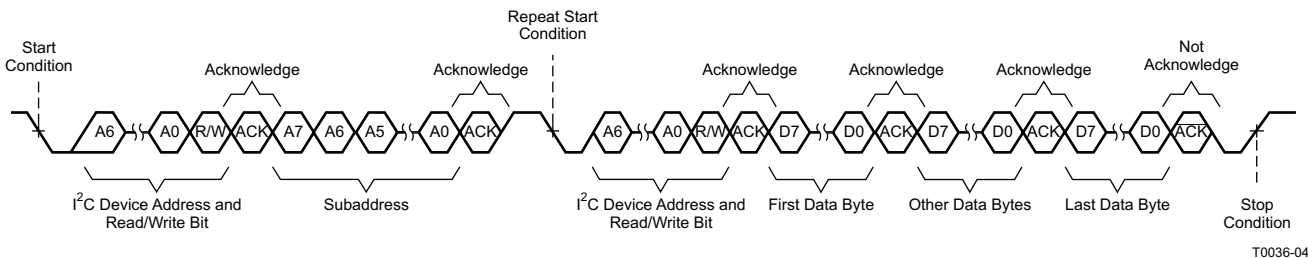 Repeat Start
Condition
Start
Condition
Not
Acknowledge
Acknowledge
Acknowledge
Acknowledge
Acknowledge
Acknowledge
A6 A0 R/W ACK A7 A6 A5 A0 ACK A6 A0 R/W ACK D7 D0 ACK D7 D0 ACK D7 D0 ACK
I²C Device Address and
Read/Write Bit
Subaddress
I²C Device Address and
Read/Write Bit
First Data Byte
Other Data Bytes
Last Data Byte
Stop
Condition
T0036-04